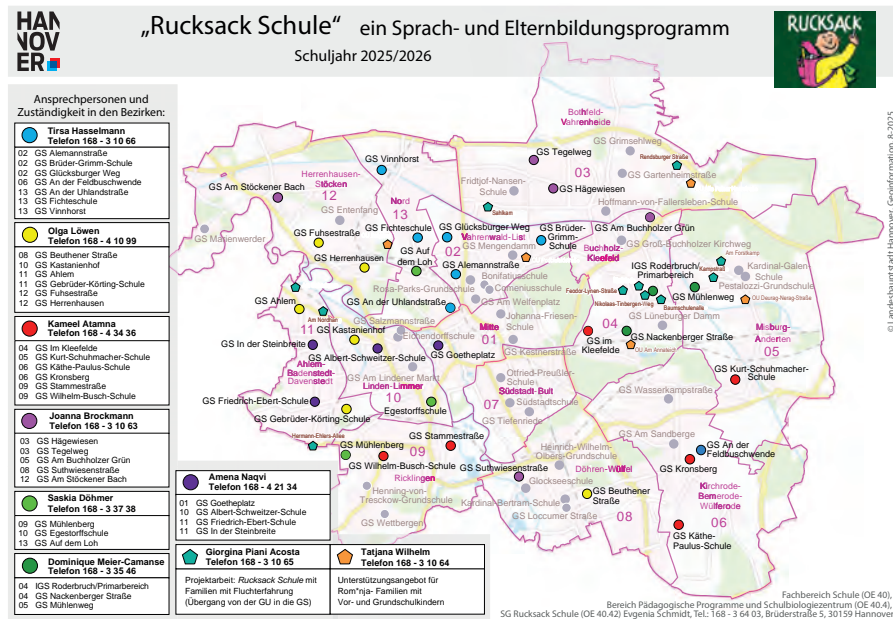 HAN
NOV
ER
„Rucksack Schule“ ein Sprach- und Elternbildungsprogramm
Schuljahr 2025/2026
RUCKSACK
Ansprechpersonen und
Zuständigkeit in den Bezirken:
Tirsa Hasselmann
Telefon 168 - 3 10 66
02 GS Alemannstraße
02 GS Brüder-Grimm-Schule
02 GS Glücksburger Weg
06 GS An der Feldbuschwende
13 GS An der Uhlandstraße
13 GS Fichteschule
13 GS Vinnhorst
Olga Löwen
Telefon 168 - 4 10 99
08 GS Beuthener Straße
10 GS Kastanienhof
11 GS Ahlem
11 GS Gebrüder-Körting-Schule
12 GS Fuhsestraße
12 GS Herrenhausen
Kameel Atamna
Telefon 168 - 4 34 36
04 GS Im Kleefelde
05 GS Kurt-Schuhmacher-Schule
06 GS Käthe-Paulus-Schule
06 GS Kronsberg
09 GS Stammestraße
09 GS Wilhelm-Busch-Schule
Joanna Brockmann
Telefon 168 - 3 10 63
03 GS Hägewiesen
03 GS Tegelweg
05 GS Am Buchholzer Grün
08 GS Suthwiesenstraße
12 GS Am Stöckener Bach
Saskia Döhmer
Telefon 168 - 3 37 38
09 GS Mühlenberg
10 GS Egestorffschule
13 GS Auf dem Loh
Dominique Meier-Camanse
Telefon 168 - 3 35 46
04 IGS Roderbruch/Primarbereich
04 GS Nackenberger Straße
05 GS Mühlenweg
Amena Naqvi
Telefon 168 - 4 21 34
01 GS Goetheplatz
10 GS Albert-Schweitzer-Schule
11 GS Friedrich-Ebert-Schule
11 GS In der Steinbreite
Giorgina Piani Acosta
Telefon 168 - 3 10 65
Projektarbeit: Rucksack Schule mit
Familien mit Fluchterfahrung
(Übergang von der GU in die GS)
Tatjana Wilhelm
Telefon 168 - 3 10 64
Unterstützungsangebot für
Rom*nja- Familien mit
Vor- und Grundschulkindern
Bothfeld-
Vahrenheide
GS Grimsehlweg
GS Tegelweg
03
Rendsburger Straße
GS Gartenheimstraße
GS Vinnhorst
Herrenhausen-
Stöcken
12
GS Am Stöckener Bach
Fridtjof-Nansen-
Schule
GS Hägewiesen
Nord
13
Sahlkam
Hoffmann-von-Fallersleben-Schule
GS Entenfang
GS Marienwerder
GS Fuhsestraße
GS Fichteschule
GS Glücksburger Weg
Vahrenwald-List
GS Brüder-
Grimm-
Schule
GS Am Buchholzer Grün
GS Mengendamm
02
GS Auf
dem Loh
Buchholz-
Kleefeld
GS Groß-Buchholzer Kirchweg
Am Forstkamp
GS Herrenhausen
GS Alemannstraße
IGS Roderbruch/
Primarbereich
Kampstraße
Kardinal-Galen
Schule
Bonifatiusschule
Comeniusschule
Rosa-Parks-Grundschule
Feodor-Lynen-Straße
Pestalozzi-Grundschule
GS Mühlenweg
GS Ahlem
GS An der Uhlandstraße
GS Am Welfenplatz
Nikolaus-Tinbergen-Weg
Baumschulenallee
Am Nordhan
GS Salzmannstraße
Johanna-Friesen-
Schule
GS Lüneburger Damm
11
GS Kastanienhof
Eichendorffschule
Mitte
01
04
GS im
Kleefelde
GS Nackenberger Straße
Misburg-
Anderten
05
GS In der Steinbreite
GS Goetheplatz
GS Kestnerstraße
GS Albert-Schweitzer-Schule
Ahlem-
Badenstedt-
Davenstedt
GS Am Lindener Markt
Linden-Limmer
10
Otfried-Preußler-
Schule
Südstadt-Bult
07
Südstadtschule
GS Kurt-Schumacher-
Schule
GS Wasserkampstraße
GS Friedrich-Ebert-Schule
Egestorffschule
GS Gebrüder-Körting-Schule
GS Tiefenriede
Hermann-Ehlers-Allee
GS Stammestraße
GS Am Sandberge
GS Mühlenberg
09
Heinrich-Wilhelm-
Olbers-Grundschule
GS An der
Feldbuschwende
GS Wilhelm-Busch-Schule
GS Suthwiesenstraße
Döhren-Wülfel
GS Kronsberg
Ricklingen
Glockseeschule
Henning-von-
Tresckow-Grundschule
Kardinal-Bertram-Schule
GS Beuthener
Straße
Kirchrode-
Bemerode-
Wülferode
06
GS Wettbergen
GS Loccumer Straße
08
GS Käthe-
Paulus-Schule
©Landeshauptstadt Hannover, Geoinformation, 8-2025
Fachbereich Schule (OE 40),
Bereich Pädagogische Programme und Schulbiologiezentrum (OE 40.4),
SG Rucksack Schule (OE 40.42) Evgenia Schmidt, Tel.: 168 - 3 64 03, Brüderstraße 5, 30159 Hannover